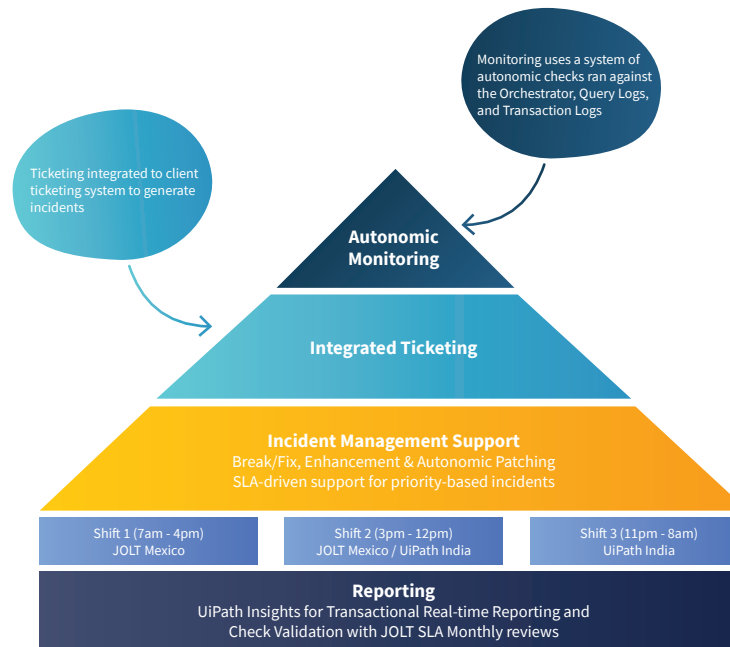 Monitoring uses a system of
autonomic checks ran against
the Orchestrator, Query Logs,
and Transaction Logs
Ticketing integrated to client
ticketing system to generate
incidents
Autonomic
Monitoring
Integrated Ticketing
Incident Management Support
Break/Fix, Enhancement & Autonomic Patching
SLA-driven support for priority-based incidents
Shift 1 (7am - 4pm)
JOLT Mexico
Shift 2 (3pm - 12pm)
JOLT Mexico / UiPath India
Shift 3 (11pm - 8am)
UiPath India
Reporting
UiPath Insights for Transactional Real-time Reporting and
Check Validation with JOLT SLA Monthly reviews